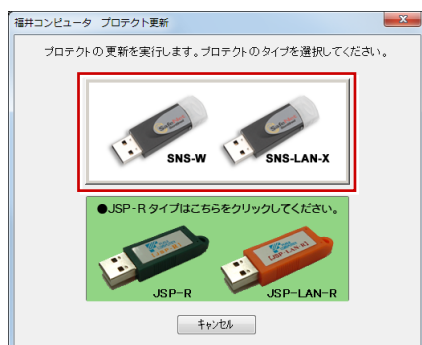 福井コンピュータ プロテクト更新
プロテクトの更新を実行します。プロテクトのタイプを選択してください。
SNS-W
SNS-LAN-X
●JSP-Rタイプはこちらをクリックしてください。
JSP-R
JSP-LAN-R
キャンセル